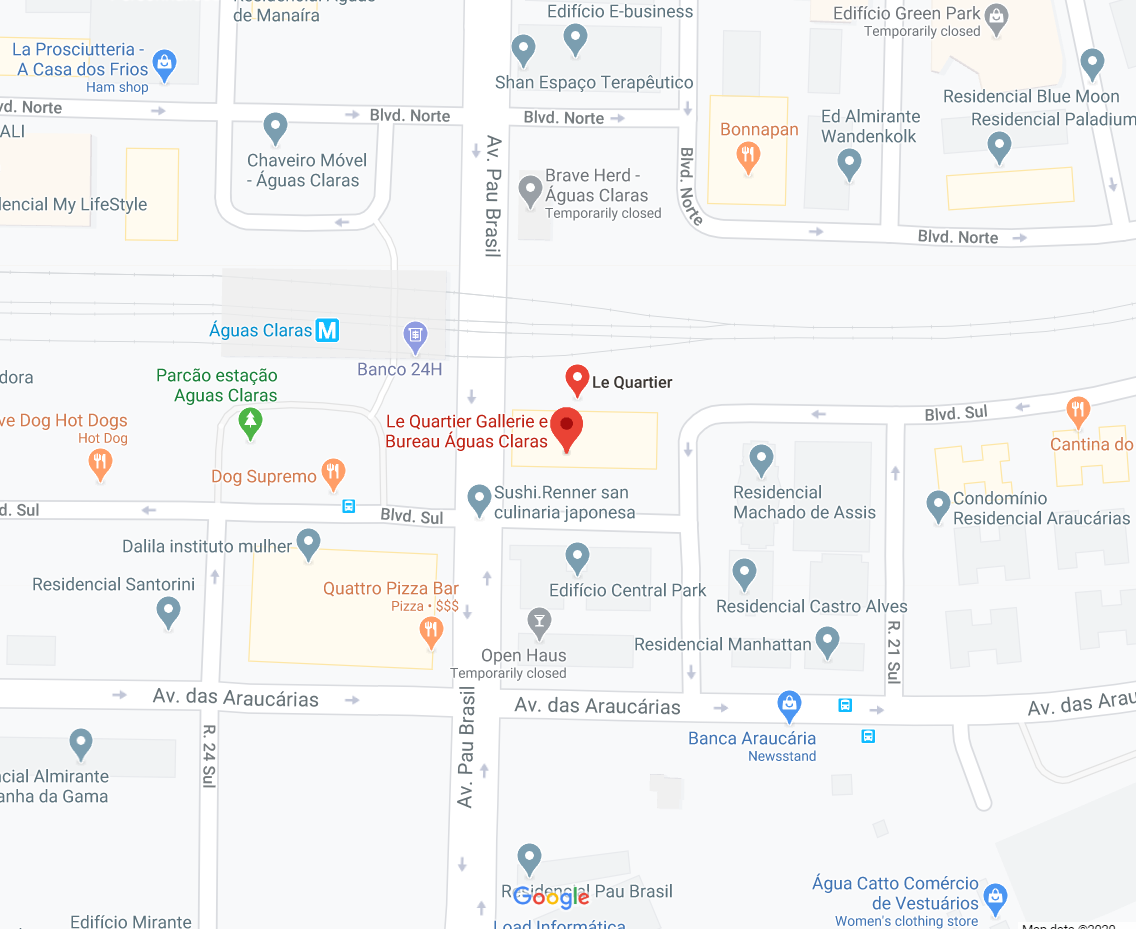 Residencial Águas
de Manaíra
Edifício E-business
Edifício Green Park
Temporarily closed
La Prosciutteria -
A Casa dos Frios
Ham shop
Shan Espaço Terapêutico
Residencial Blue Moon
vd. Norte
Blvd. Norte
Blvd. Norte
Ed Almirante
Wandenkolk
Residencial Paladium
ALI
Bonnapan
Chaveiro Móvel
- Águas Claras
Av. Pau Brasil
Brave Herd -
Águas Claras
Temporarily closed
Blvd. Norte
dencial My LifeStyle
Blvd. Norte
Águas Claras
M
Banco 24H
dora
Parcão estação
Aguas Claras
Le Quartier
ve Dog Hot Dogs
Hot Dog
Le Quartier Gallerie e
Bureau Águas Claras
Blvd. Sul
Cantina do
Dog Supremo
Sushi.Renner san
culinaria japonesa
Residencial
Machado de Assis
Condomínio
Residencial Araucárias
d. Sul
Blvd. Sul
Dalila instituto mulher
Residencial Santorini
Quattro Pizza Bar
Pizza • $$$
Edifício Central Park
Residencial Castro Alves
Open Haus
Temporarily closed
Residencial Manhattan
R. 21 Sul
Av. das Araucárias
Av. das Araucárias
Av. das Arau
Av. Pau Brasil
R. 24 Sul
Banca Araucária
Newsstand
ncial Almirante
anha da Gama
Residencial Pau Brasil
Google
Água Catto Comércio
de Vestuários
Women's clothing store
Edifício Mirante
Load Informática
Map data ©2020